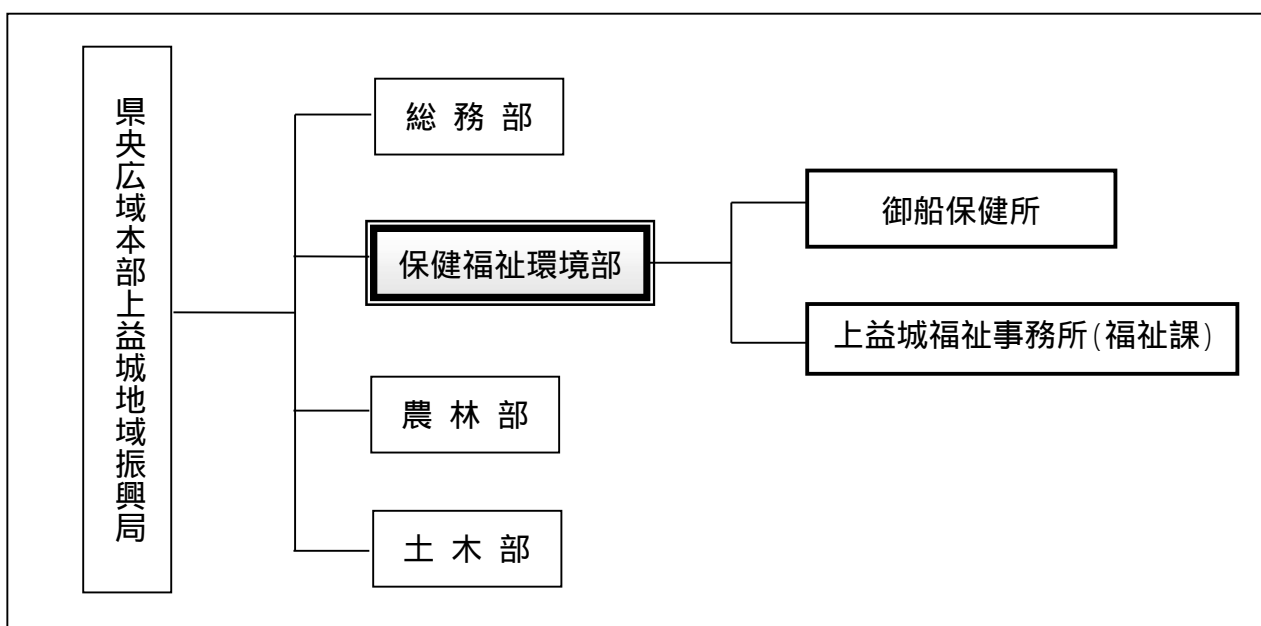 県央広域本部上益城地域振興局
総務部
保健福祉環境部
農林部
土木部
御船保健所
上益城福祉事務所(福祉課)